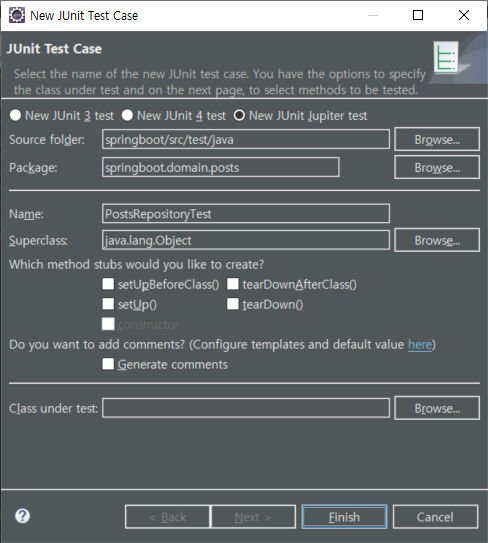 New JUnit Test Case
JUnit Test Case
Select the name of the new JUnit test case. You have the options to specify
the class under test and on the next page, to select methods to be tested.
New JUnit 3 test New JUnit 4 test New JUnit Jupiter test
Source folder: springboot/src/test/java Browse...
Package: springboot.domain.posts Browse...
Name: PostsRepositoryTest
Superclass: java.lang.Object Browse...
Which method stubs would you like to create?
setUpBeforeClass() tearDownAfterClass()
setUp() tearDown()
constructor
Do you want to add comments? (Configure templates and default value here)
Generate comments
Class under test: Browse...
? < Back Next > Finish Cancel